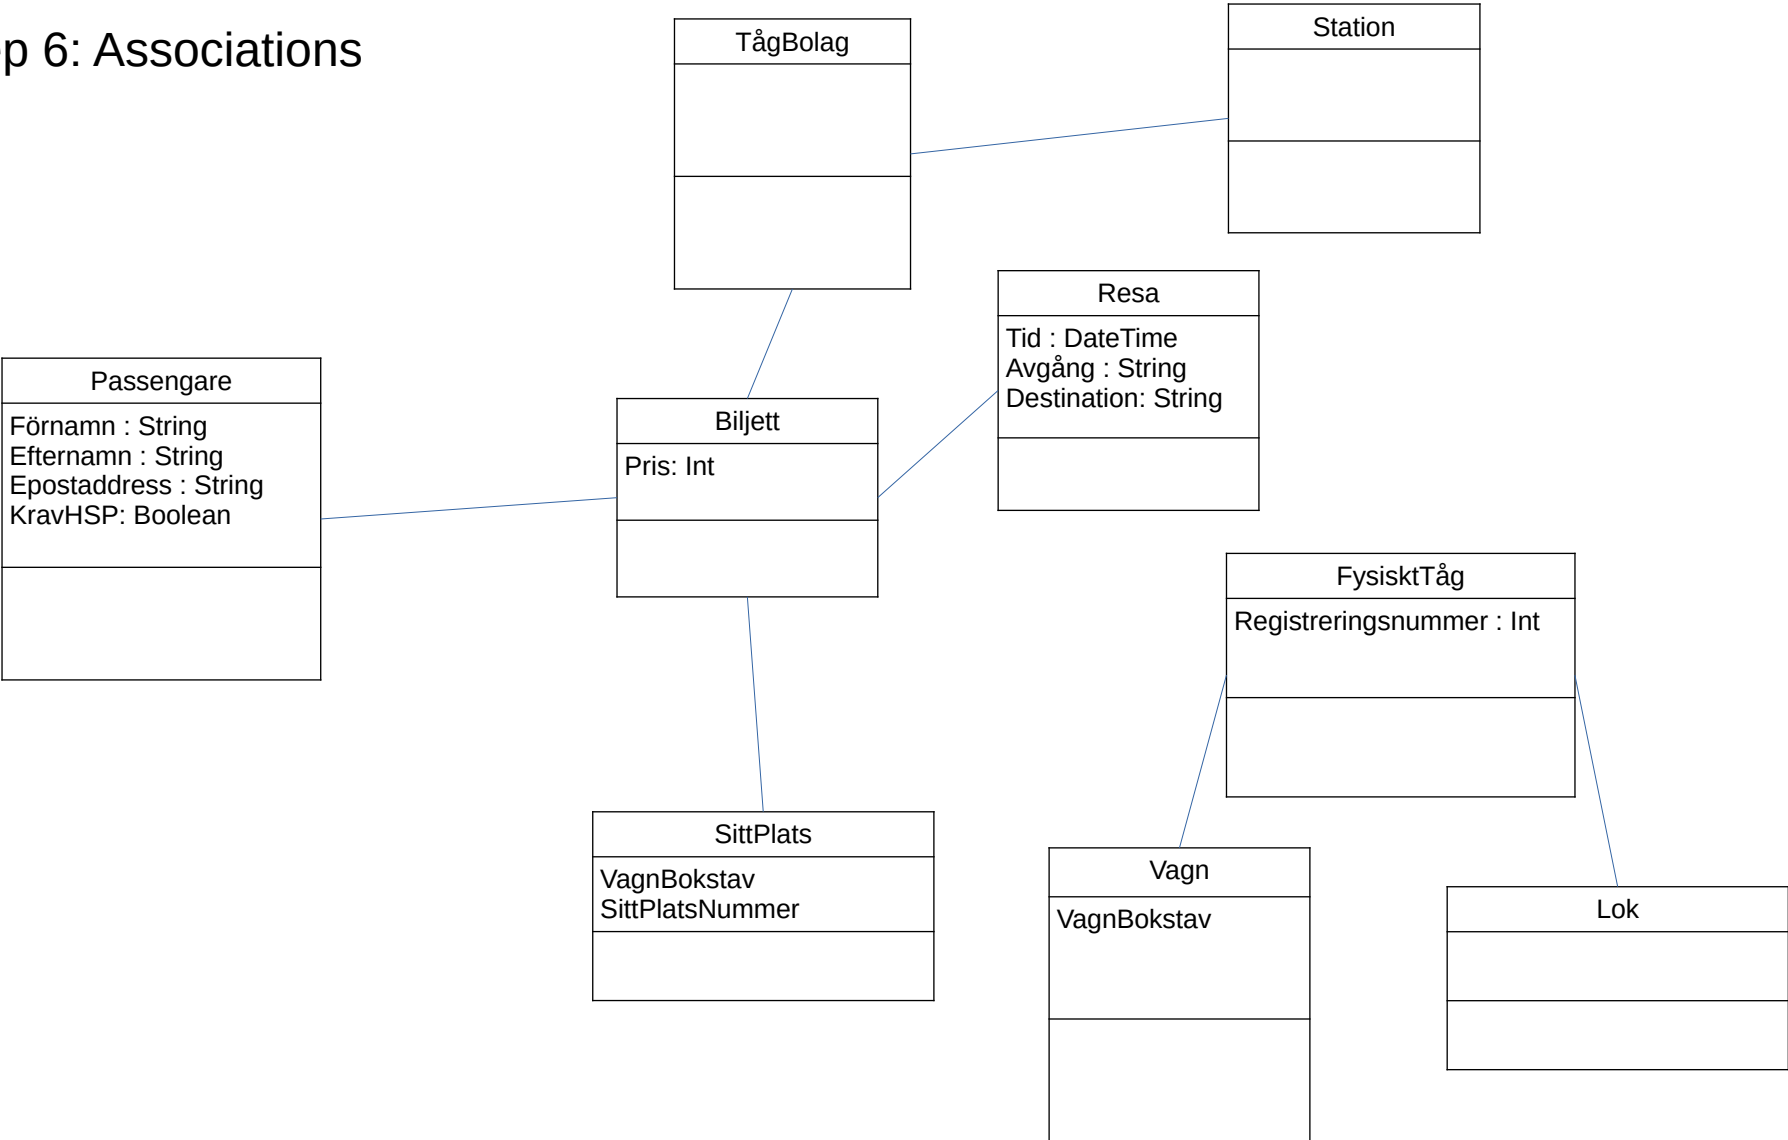 p 6: Associations
TågBolag
Station
Resa
Tid : DateTime
Avgång : String
Destination: String
Passengare
Förnamn : String
Efternamn : String
Epostaddress : String
KravHSP: Boolean
Biljett
Pris: Int
FysisktTåg
Registreringsnummer : Int
SittPlats
VagnBokstav
SittPlatsNummer
Vagn
VagnBokstav
Lok